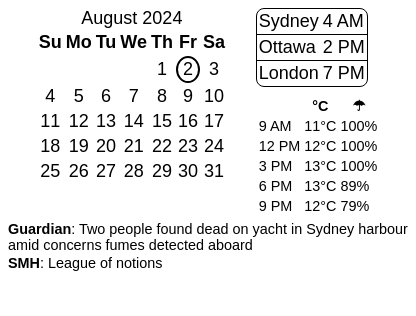 August 2024
Su Mo Tu We Th Fr Sa
1 2 3
4 5 6 7 8 9 10
11 12 13 14 15 16 17
18 19 20 21 22 23 24
25 26 27 28 29 30 31
Sydney 4 AM
Ottawa 2 PM
London 7 PM
°C ☂
9 AM 11°C 100%
12 PM 12°C 100%
3 PM 13°C 100%
6 PM 13°C 89%
9 PM 12°C 79%
Guardian: Two people found dead on yacht in Sydney harbour
amid concerns fumes detected aboard
SMH: League of notions